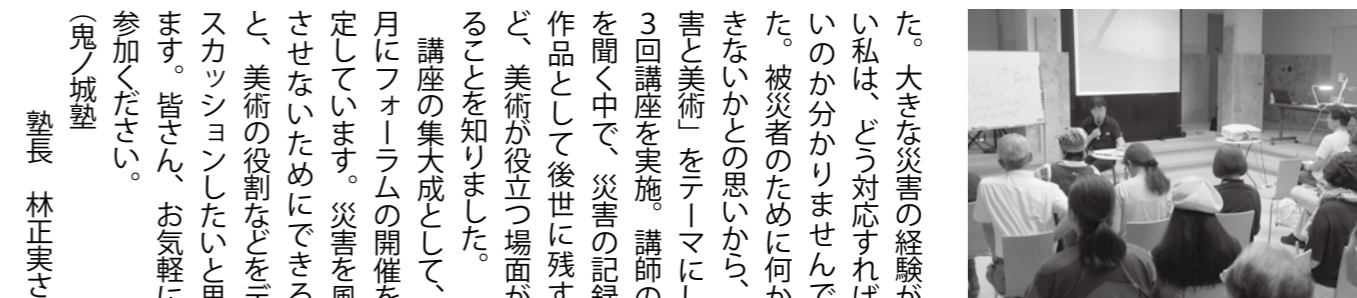 た。大きな災害の経験が
い私は、どう対応すれば
いのか分かりませんで
た。被災者のために何か
きないかとの思いから、
害と美術」をテーマにし
3回講座を実施。講師の
を聞く中で、災害の記録
作品として後世に残す
ど、美術が役立つ場面が
ることを知りました。
講座の集大成として、
月にフォーラムの開催を
定しています。災害を風
させないためにできる
と、美術の役割などをデ
スカッションしたいと思
ます。皆さん、お気軽に
参加ください。
(鬼ノ城塾
塾長　林正実さ